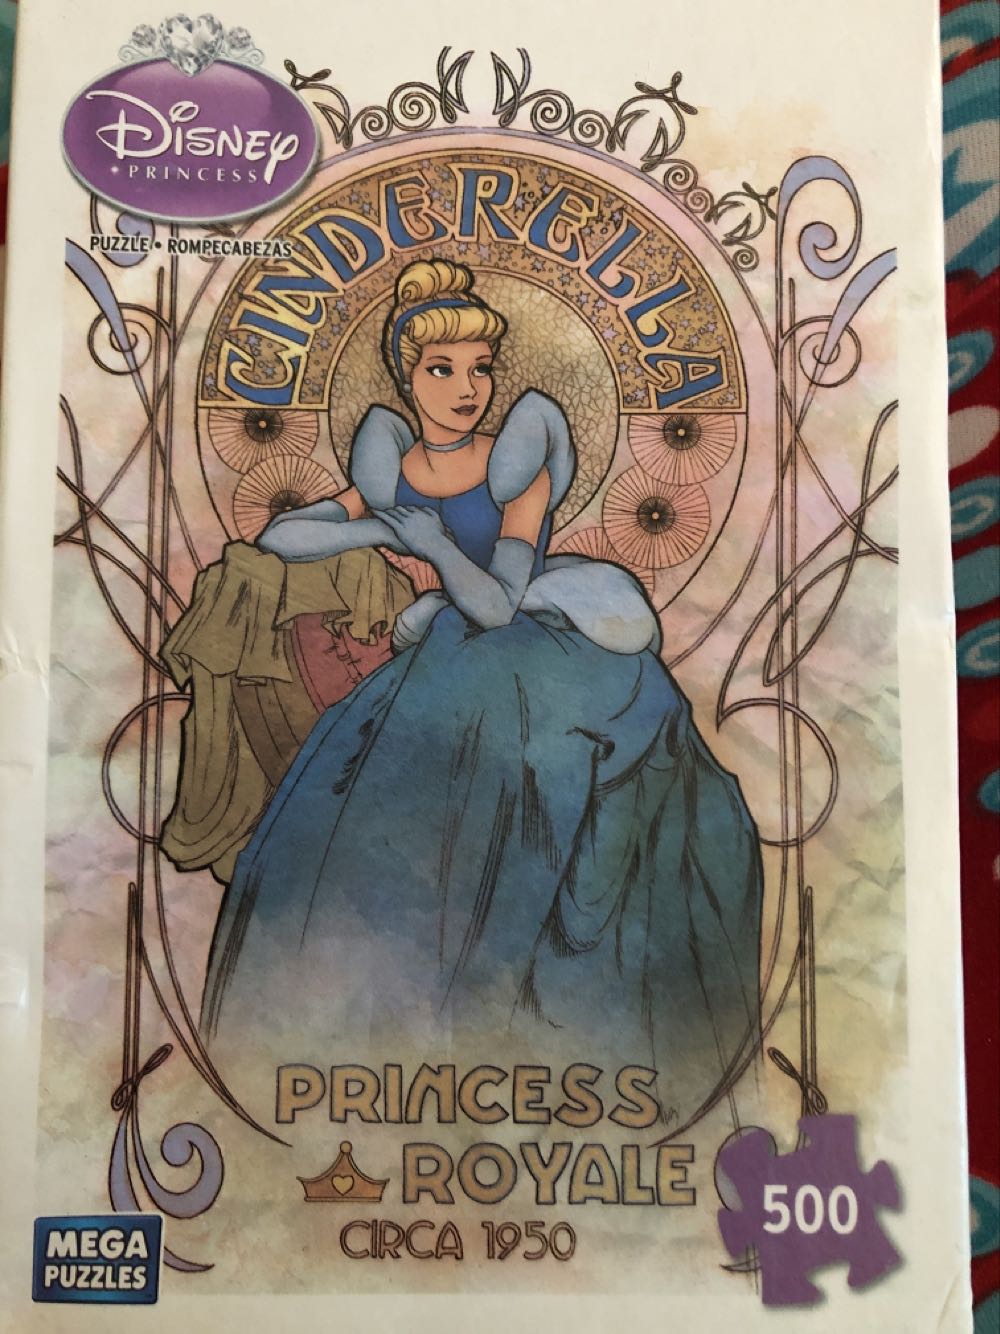 DISNEY
PRINCESS
PUZZLE • ROMPECABEZAS
CINDERELLA
PRINCESS
ROYALE
CIRCA 1950
500
MEGA
PUZZLES